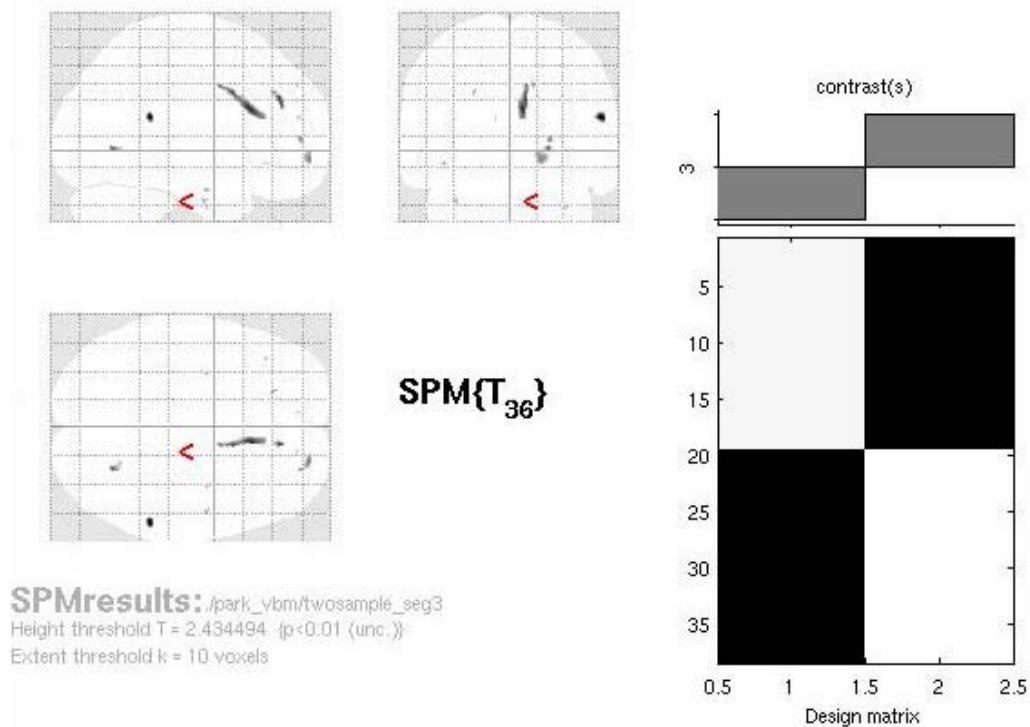 contrast(s)
3
<
<
5
10
15
20
25
30
35
<
SPM{T36}
0.5 1 1.5 2 2.5
Design matrix
SPMresults: ./park_vbm/twosample_seg3
Height threshold T = 2.434494 {p<0.01 (unc.)}
Extent threshold k = 10 voxels